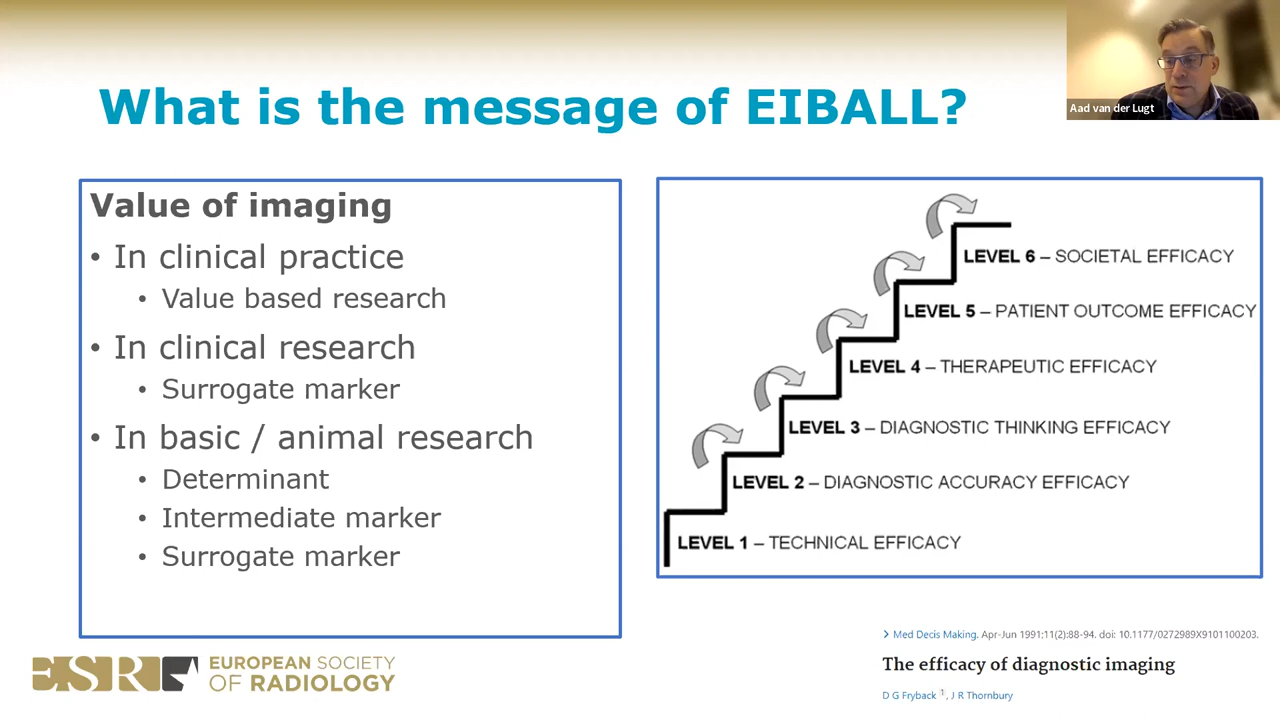 What is the message of EIBALL?
Aad van der Lugt
Value of imaging
• In clinical practice
• Value based research
• In clinical research
• Surrogate marker
• In basic / animal research
• Determinant
• Intermediate marker
• Surrogate marker
LEVEL 6 – SOCIETAL EFFICACY
LEVEL 5 – PATIENT OUTCOME EFFICACY
LEVEL 4 – THERAPEUTIC EFFICACY
LEVEL 3 – DIAGNOSTIC THINKING EFFICACY
LEVEL 2 – DIAGNOSTIC ACCURACY EFFICACY
LEVEL 1 – TECHNICAL EFFICACY
Med Decis Making. Apr-Jun 1991;11(2):88-94. doi: 10.1177/0272989X9101100203.
The efficacy of diagnostic imaging
D G Fryback 1, J R Thornbury
ESR
EUROPEAN SOCIETY
OF RADIOLOGY